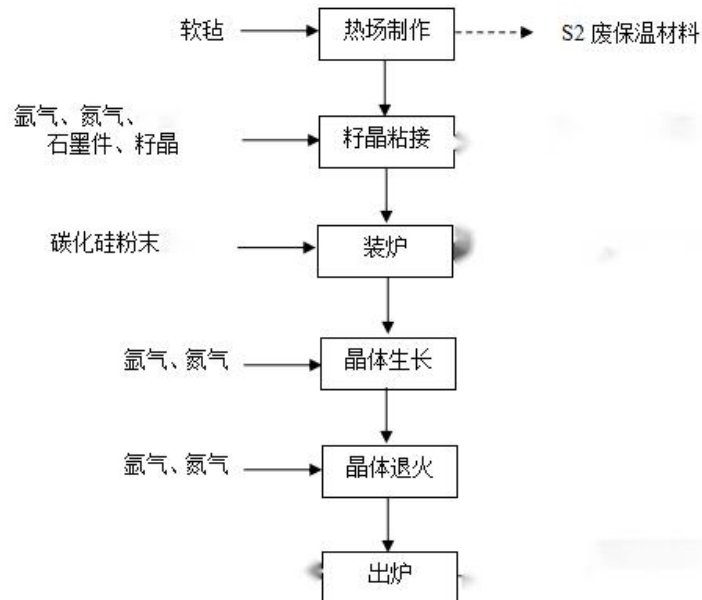 软毡
热场制作
S2 废保温材料
氩气、氮气、
石墨件、籽晶
籽晶粘接
碳化硅粉末
装炉
氩气、氮气
晶体生长
氩气、氮气
晶体退火
出炉